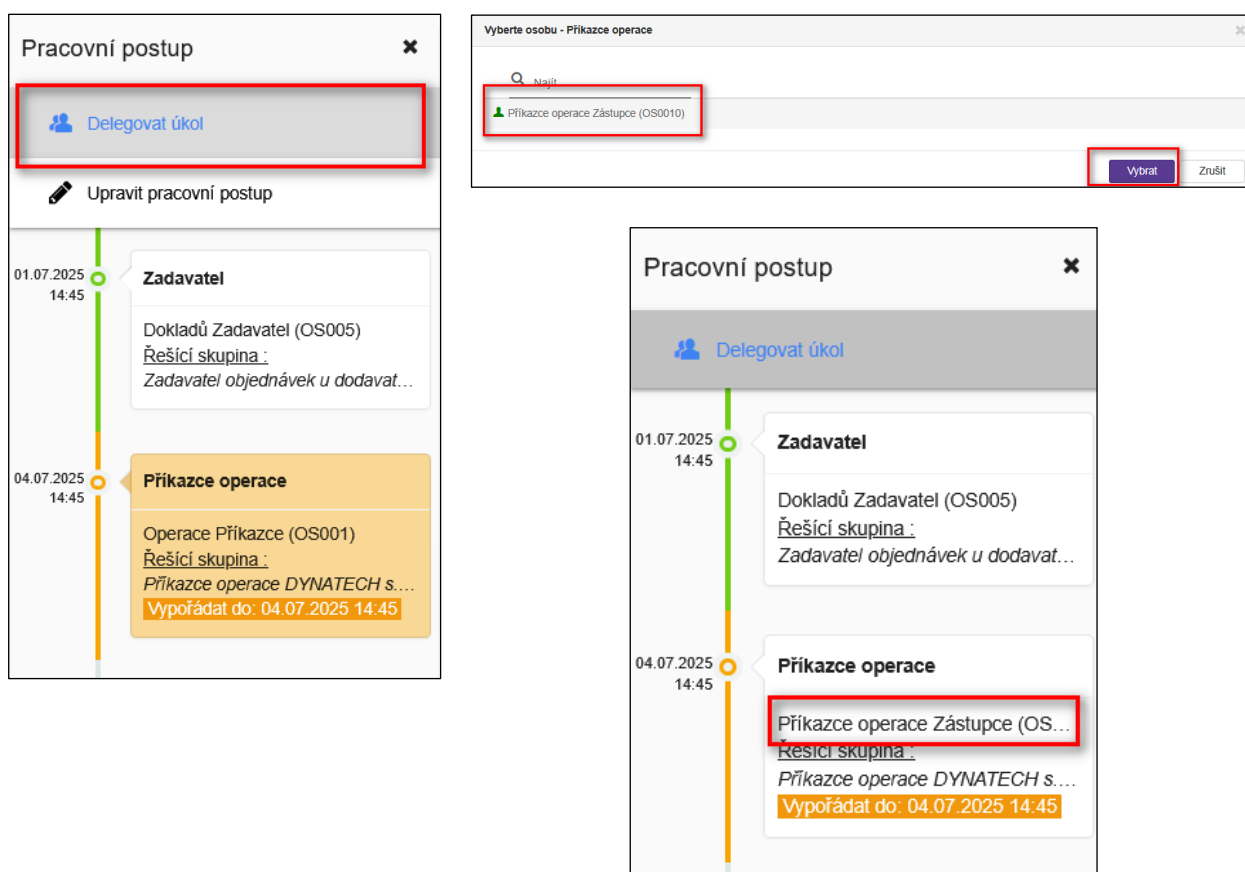 Pracovní postup
Delegovat úkol
Upravit pracovní postup
01.07.2025
14:45
Zadavatel
Dokladů Zadavatel (OS005)
Řešící skupina :
Zadavatel objednávek u dodavat...
04.07.2025
14:45
Příkazce operace
Operace Příkazce (OS001)
Řešící skupina :
Příkazce operace DYNATECH s....
Vypořádat do: 04.07.2025 14:45
Vyberte osobu - Příkazce operace
Najít
Příkazce operace Zástupce (OS0010)
Vybrat
Zrušit
Pracovní postup
Delegovat úkol
01.07.2025
14:45
Zadavatel
Dokladů Zadavatel (OS005)
Řešící skupina :
Zadavatel objednávek u dodavat...
04.07.2025
14:45
Příkazce operace
Příkazce operace Zástupce (OS...
Řešící skupina :
Příkazce operace DYNATECH s....
Vypořádat do: 04.07.2025 14:45